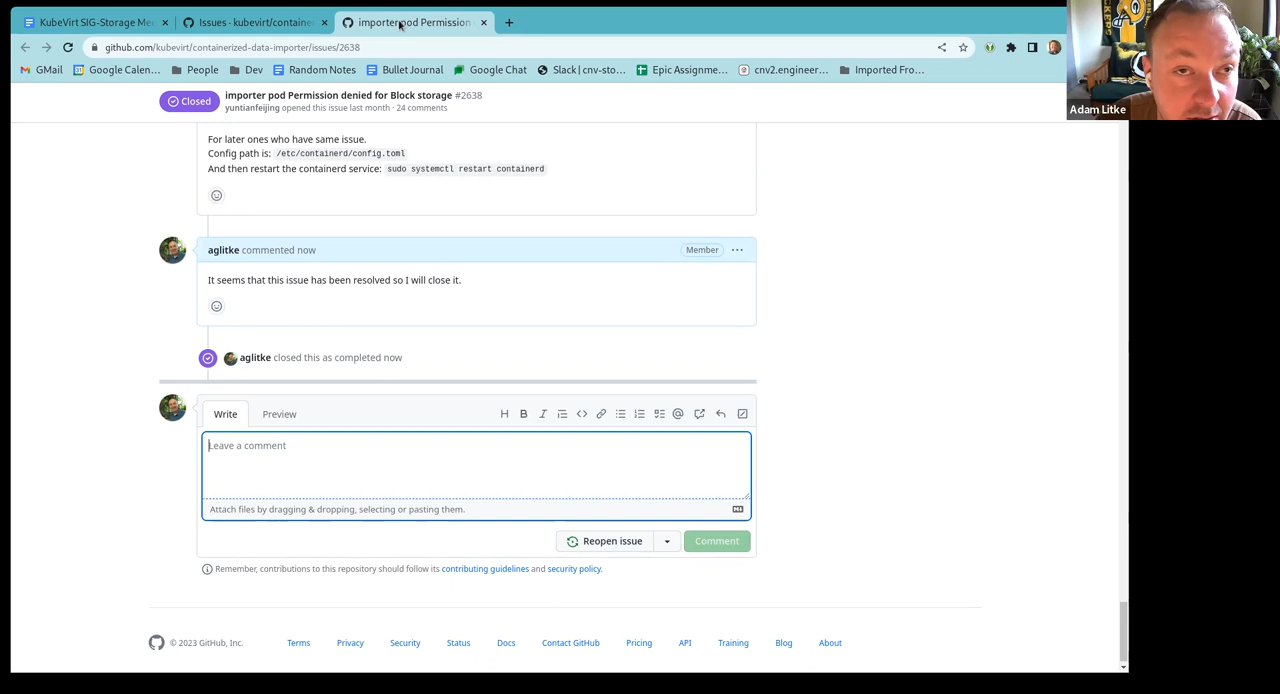 KubeVirt SIG-Storage Me
Issues · kubevirt/container
importer pod Permission
github.com/kubevirt/containerized-data-importer/issues/2638
GMail
Google Calen...
People
Dev
Random Notes
Bullet Journal
Google Chat
Slack | cnv-sto...
Epic Assignme...
cnv2.engineer...
Imported Fro...
Adam Litke
Closed
importer pod Permission denied for Block storage #2638
yuntianfeijing opened this issue last month · 24 comments
For later ones who have same issue.
Config path is: /etc/containerd/config.toml
And then restart the containerd service: sudo systemctl restart containerd
aglitke commented now
Member
It seems that this issue has been resolved so I will close it.
aglitke closed this as completed now
Write
Preview
Leave a comment
Attach files by dragging & dropping, selecting or pasting them.
Reopen issue
Comment
Remember, contributions to this repository should follow its contributing guidelines and security policy.
© 2023 GitHub, Inc.
Terms
Privacy
Security
Status
Docs
Contact GitHub
Pricing
API
Training
Blog
About